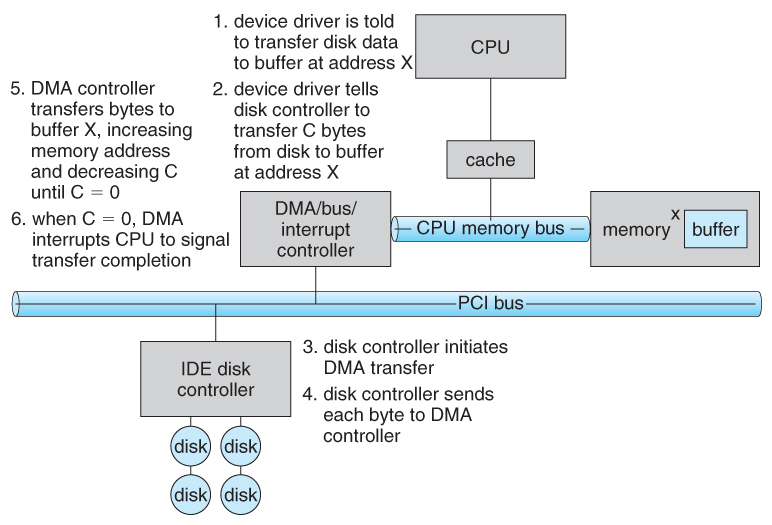 1. device driver is told
to transfer disk data
to buffer at address X
CPU
5. DMA controller
transfers bytes to
buffer X, increasing
memory address
and decreasing C
until C = 0
2. device driver tells
disk controller to
transfer C bytes
from disk to buffer
at address X
cache
6. when C = 0, DMA
interrupts CPU to signal
transfer completion
DMA/bus/
interrupt
controller
CPU memory bus
memory
x
buffer
PCI bus
IDE disk
controller
3. disk controller initiates
DMA transfer
4. disk controller sends
each byte to DMA
controller
disk
disk
disk
disk